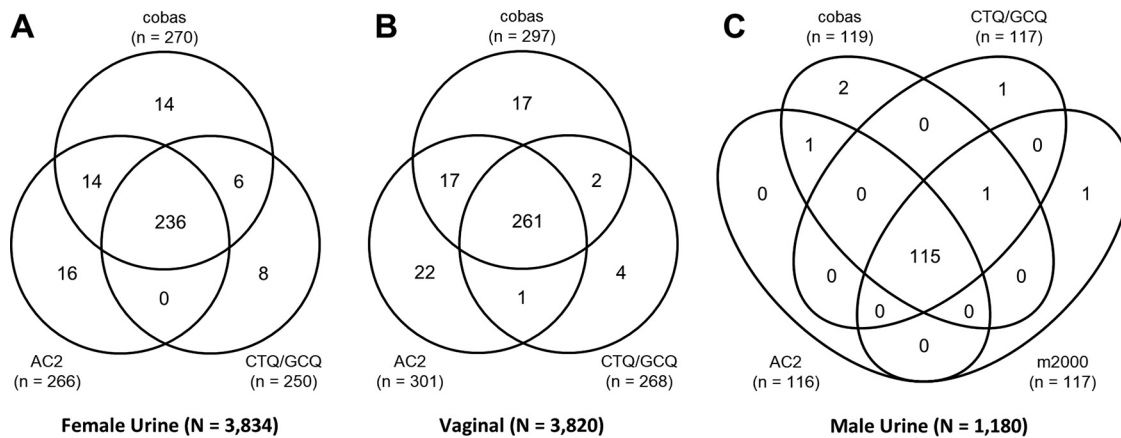 A
cobas
(n = 270)
14
14
6
236
16
8
0
AC2
(n = 266)
CTQ/GCQ
(n = 250)
Female Urine (N = 3,834)
B
cobas
(n = 297)
17
17
2
261
22
4
1
AC2
(n = 301)
CTQ/GCQ
(n = 268)
Vaginal (N = 3,820)
C
cobas
(n = 119)
CTQ/GCQ
(n = 117)
2
1
0
1
0
0
0
1
1
115
0
0
0
0
0
AC2
(n = 116)
m2000
(n = 117)
Male Urine (N = 1,180)